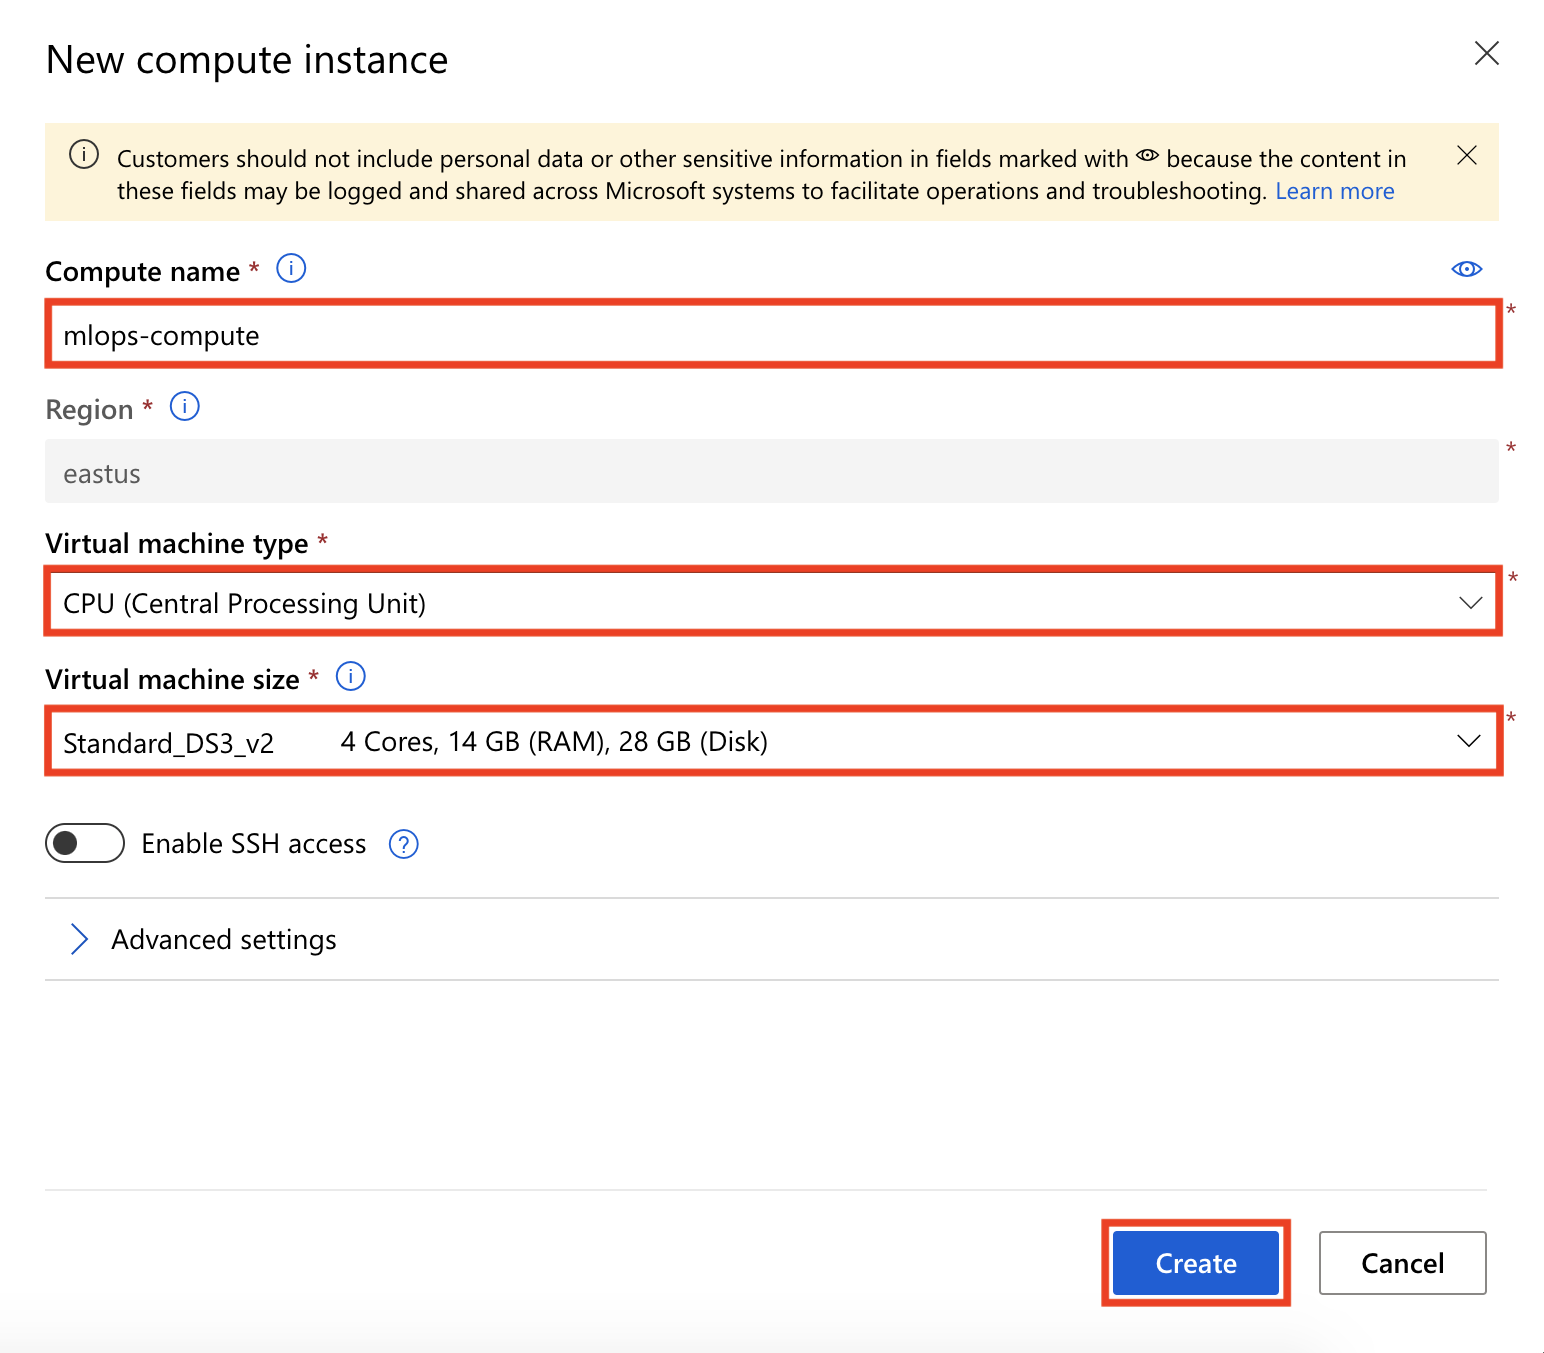 New compute instance
Customers should not include personal data or other sensitive information in fields marked with because the content in
these fields may be logged and shared across Microsoft systems to facilitate operations and troubleshooting. Learn more
Compute name *
*
mlops-compute
Region *
*
eastus
Virtual machine type *
*
CPU (Central Processing Unit)
Virtual machine size *
*
Standard_DS3_v2 4 Cores, 14 GB (RAM), 28 GB (Disk)
Enable SSH access
Advanced settings
Create Cancel